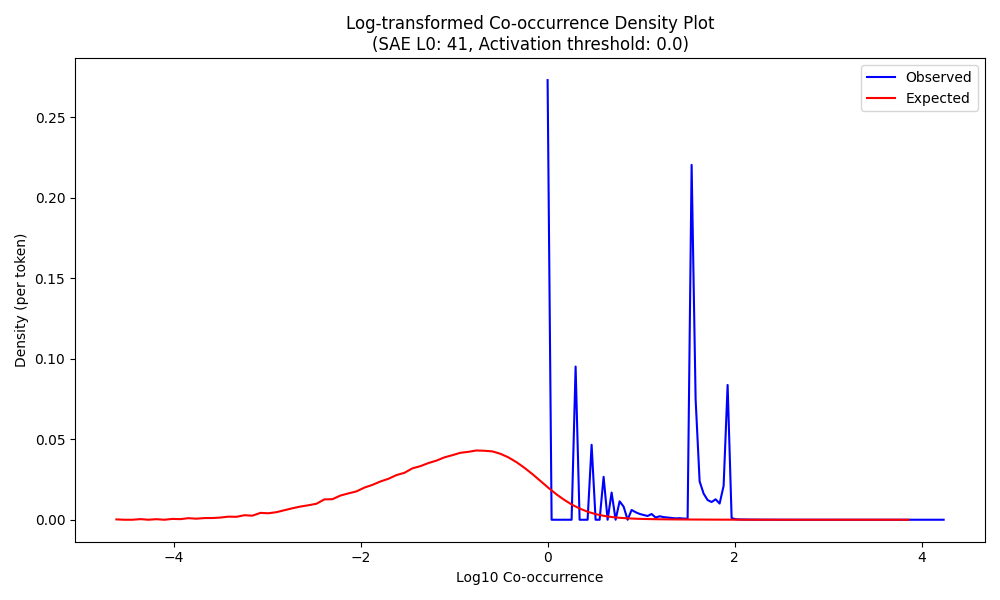 Log-transformed Co-occurrence Density Plot
(SAE L0: 41, Activation threshold: 0.0)
Observed
Expected
Density (per token)
0.25
0.20
0.15
0.10
0.05
0.00
−4
−2
0
2
4
Log10 Co-occurrence